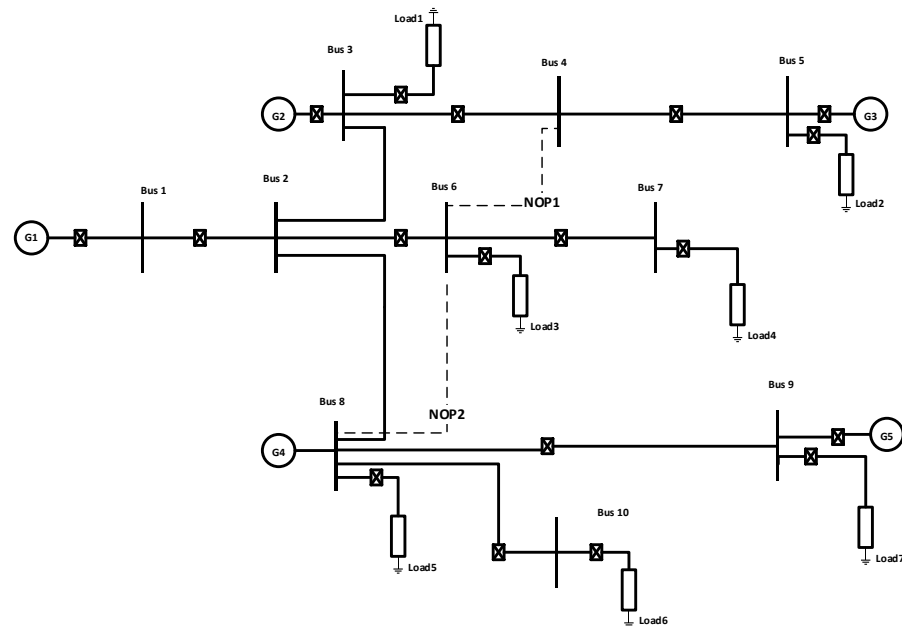 Load1
Bus 3
Bus 4
Bus 5
G2
G3
Bus 1
Bus 2
Bus 6
Bus 7
NOP1
Load2
G1
Load3
Load4
Bus 9
Bus 8
NOP2
G4
G5
Bus 10
Load5
Load7
Load6